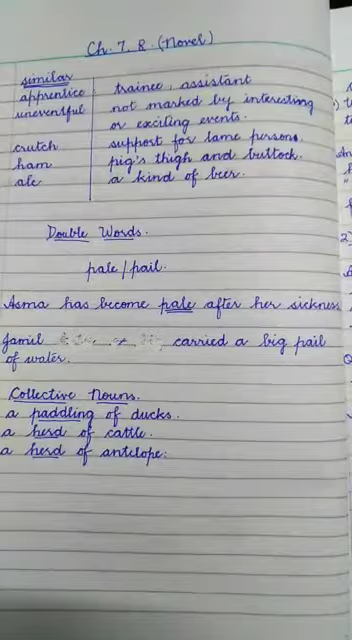 Ch. 7, 8. (Novel)
similar
apprentice trainee, assistant
uneventful not marked by interesting
or exciting events.
crutch support for lame persons.
ham pig's thigh and buttock.
ale a kind of beer.
Double Words.
pale/pail.
Asma has become pale after her sickness
Jamil carried a big pail
of water.
Collective Nouns.
a paddling of ducks.
a herd of cattle.
a herd of antelope.